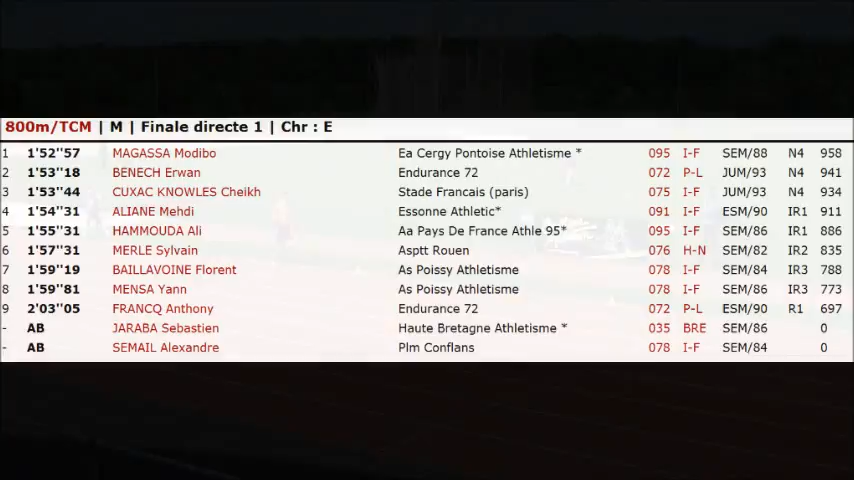 800m/TCM | M | Finale directe 1 | Chr : E
1 1'52''57 MAGASSA Modibo Ea Cergy Pontoise Athletisme * 095 I-F SEM/88 N4 958
2 1'53''18 BENECH Erwan Endurance 72 072 P-L JUM/93 N4 941
3 1'53''44 CUXAC KNOWLES Cheikh Stade Francais (paris) 075 I-F JUM/93 N4 934
4 1'54''31 ALIANE Mehdi Essonne Athletic* 091 I-F ESM/90 IR1 911
5 1'55''31 HAMMOUDA Ali Aa Pays De France Athle 95* 095 I-F SEM/86 IR1 886
6 1'57''31 MERLE Sylvain Asptt Rouen 076 H-N SEM/82 IR2 835
7 1'59''19 BAILLAVOINE Florent As Poissy Athletisme 078 I-F SEM/84 IR3 788
8 1'59''81 MENSA Yann As Poissy Athletisme 078 I-F SEM/86 IR3 773
9 2'03''05 FRANCQ Anthony Endurance 72 072 P-L ESM/90 R1 697
- AB JARABA Sebastien Haute Bretagne Athletisme * 035 BRE SEM/86 0
- AB SEMAIL Alexandre Plm Conflans 078 I-F SEM/84 0